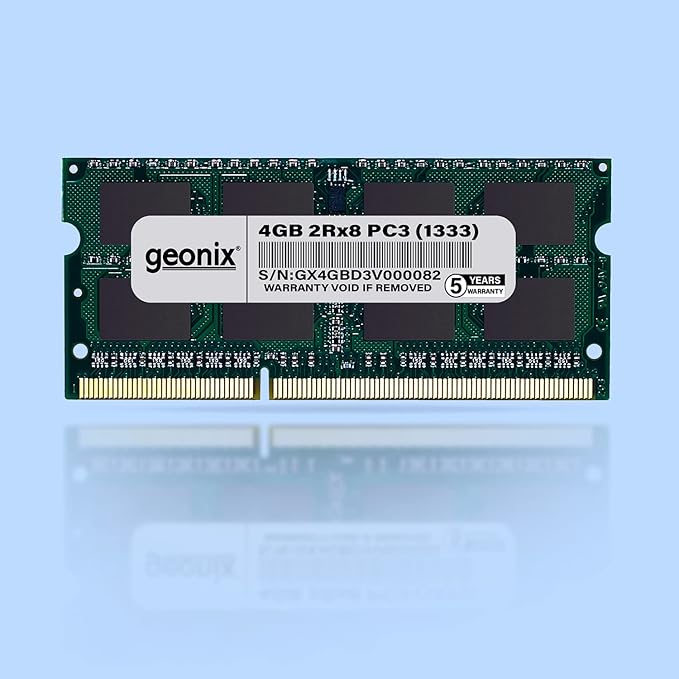 geonix®
4GB 2Rx8 PC3 (1333)
S/N:GX4GBD3V000082
WARRANTY VOID IF REMOVED
5 YEARS
WARRANTY